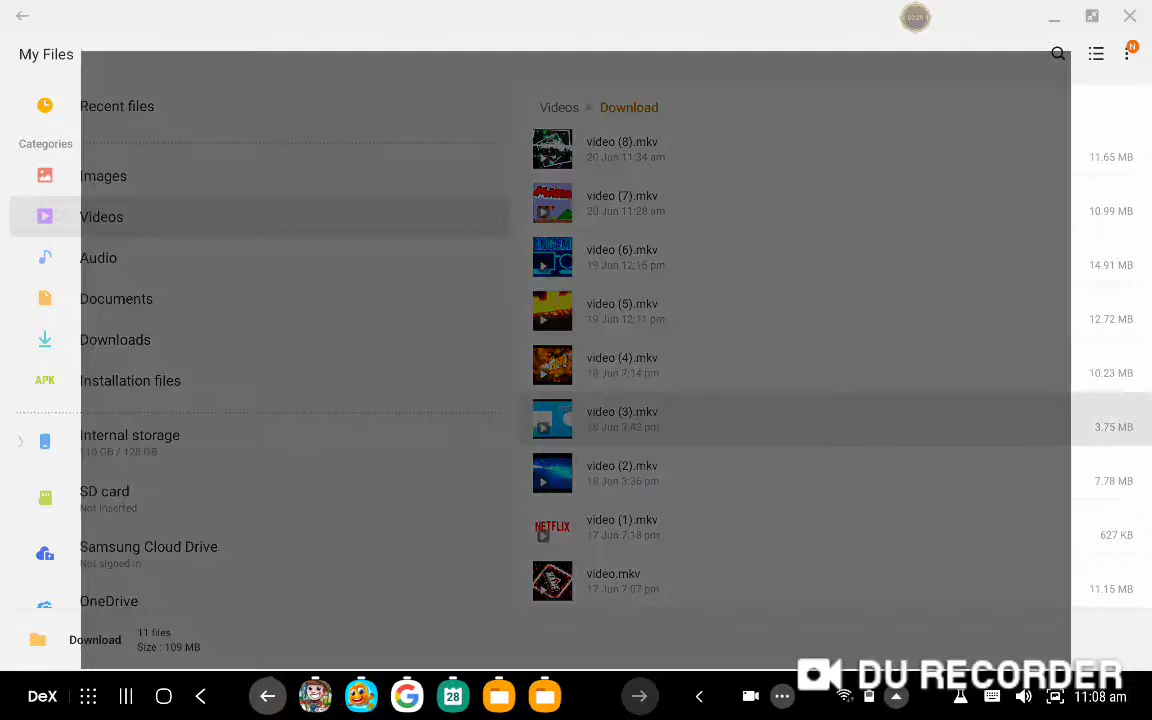 My Files
N
Recent files
Categories
Images
Videos
Audio
Documents
Downloads
APK Installation files
Internal storage
110 GB / 128 GB
SD card
Not inserted
Samsung Cloud Drive
Not signed in
OneDrive
Download
11 files
Size : 109 MB
Videos Download
video (8).mkv
20 Jun 11:34 am
11.65 MB
video (7).mkv
20 Jun 11:28 am
10.99 MB
video (6).mkv
19 Jun 12:16 pm
14.91 MB
video (5).mkv
19 Jun 12:11 pm
12.72 MB
video (4).mkv
18 Jun 7:14 pm
10.23 MB
video (3).mkv
18 Jun 3:42 pm
3.75 MB
video (2).mkv
18 Jun 3:36 pm
7.78 MB
NETFLIX
video (1).mkv
17 Jun 7:18 pm
627 KB
video.mkv
17 Jun 7:07 pm
11.15 MB
DU RECORDER
DeX
G
28
11:08 am